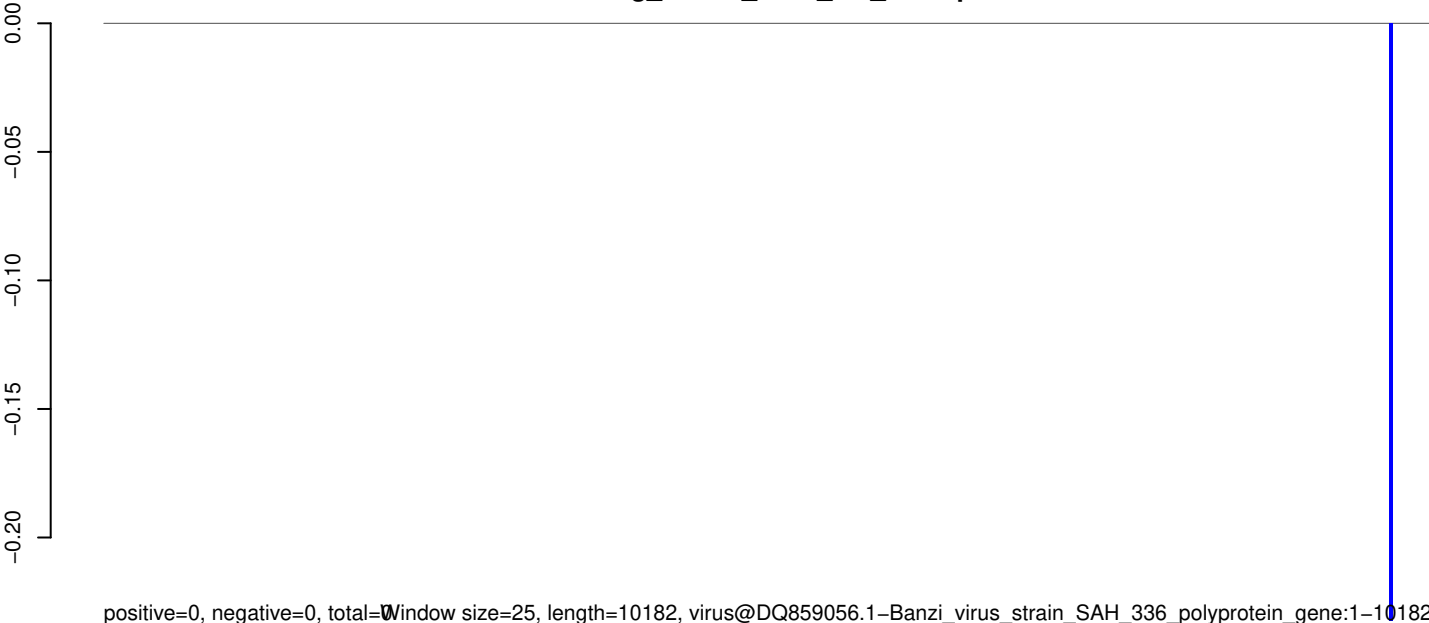 0.00
−0.05
−0.10
−0.15
−0.20
positive=0, negative=0, total=0
Window size=25, length=10182, virus@DQ859056.1−Banzi_virus_strain_SAH_336_polyprotein_gene:1−10182